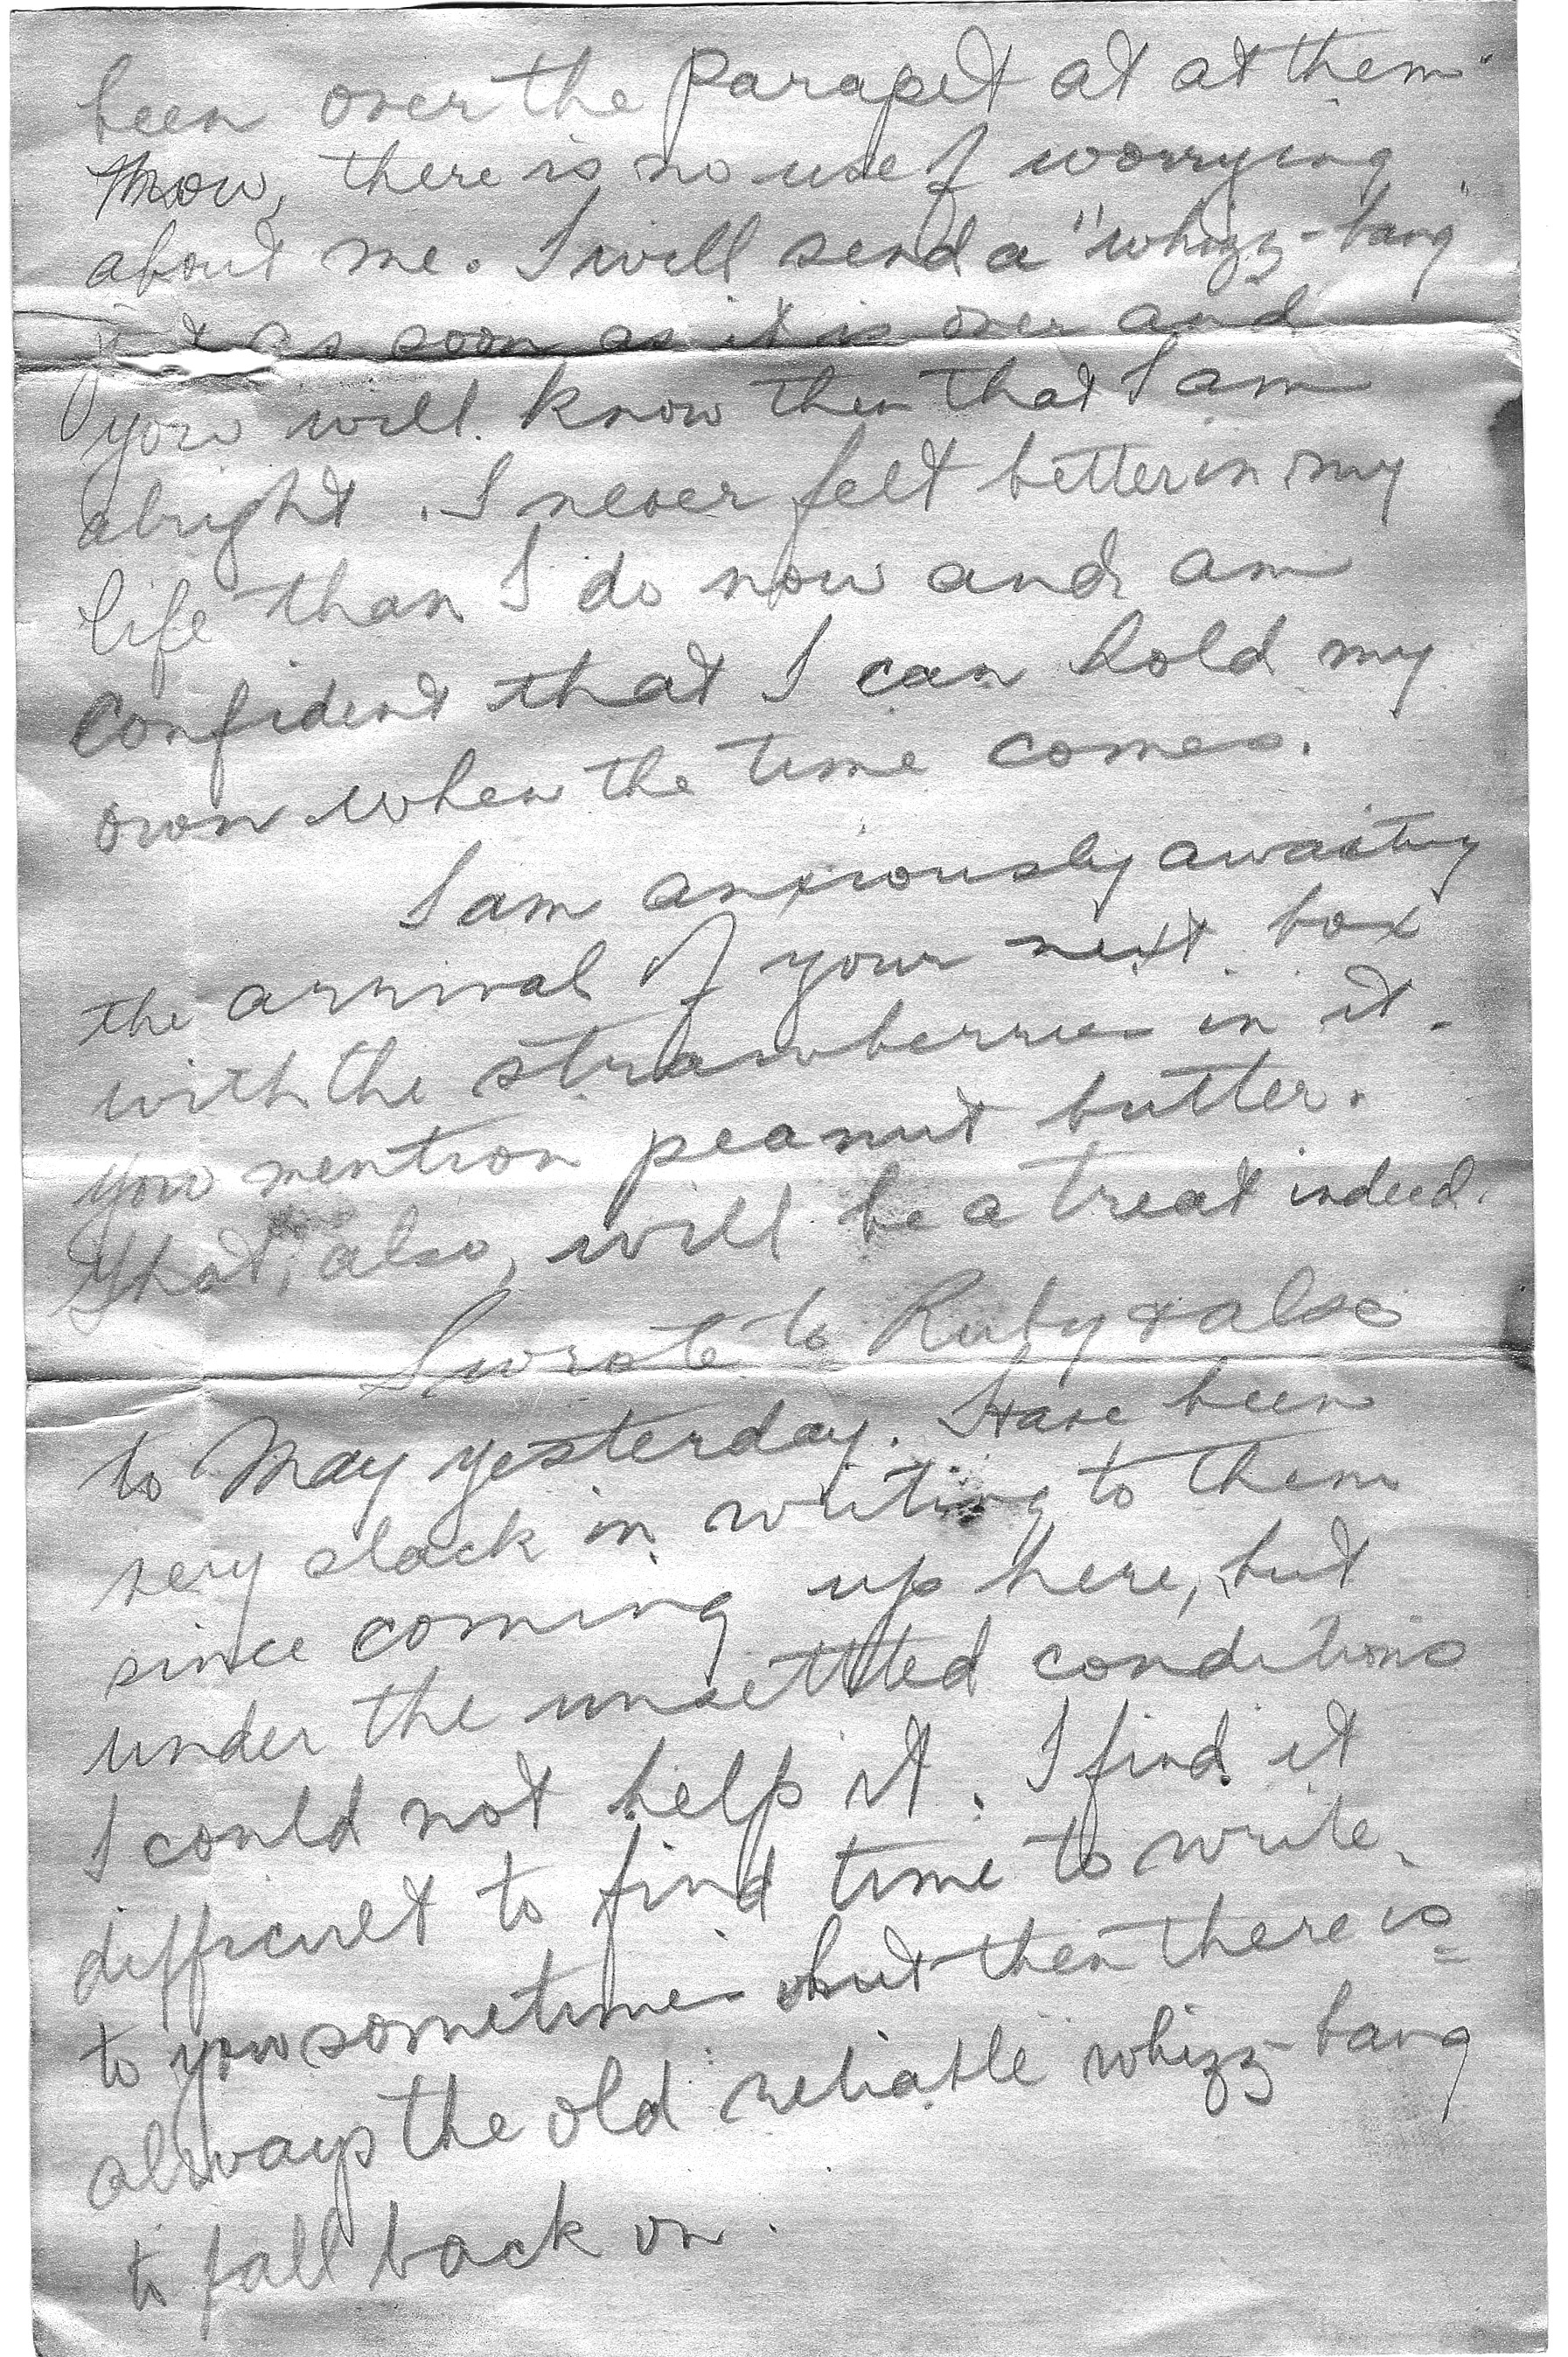 been over the parapet at at them."
Now, there is no use of worrying
about me. I will send a "whizz-bang"
as soon as it is over and
you will know then that I am
alright. I never felt better in my
life than I do now and am
confident that I can hold my
own when the time comes.
I am anxiously awaiting
the arrival of your next box
with the strawberries in it.
You mention peanut butter.
That, also, will be a treat indeed.
I wrote to Ruby & also
to May yesterday. I have been
very slack in writing to them
since coming up here, but
under the unsettled conditions
I could not help it. I find it
difficult to find time to write
to you sometimes but then there is
always the old reliable whizz-bang
to fall back on.